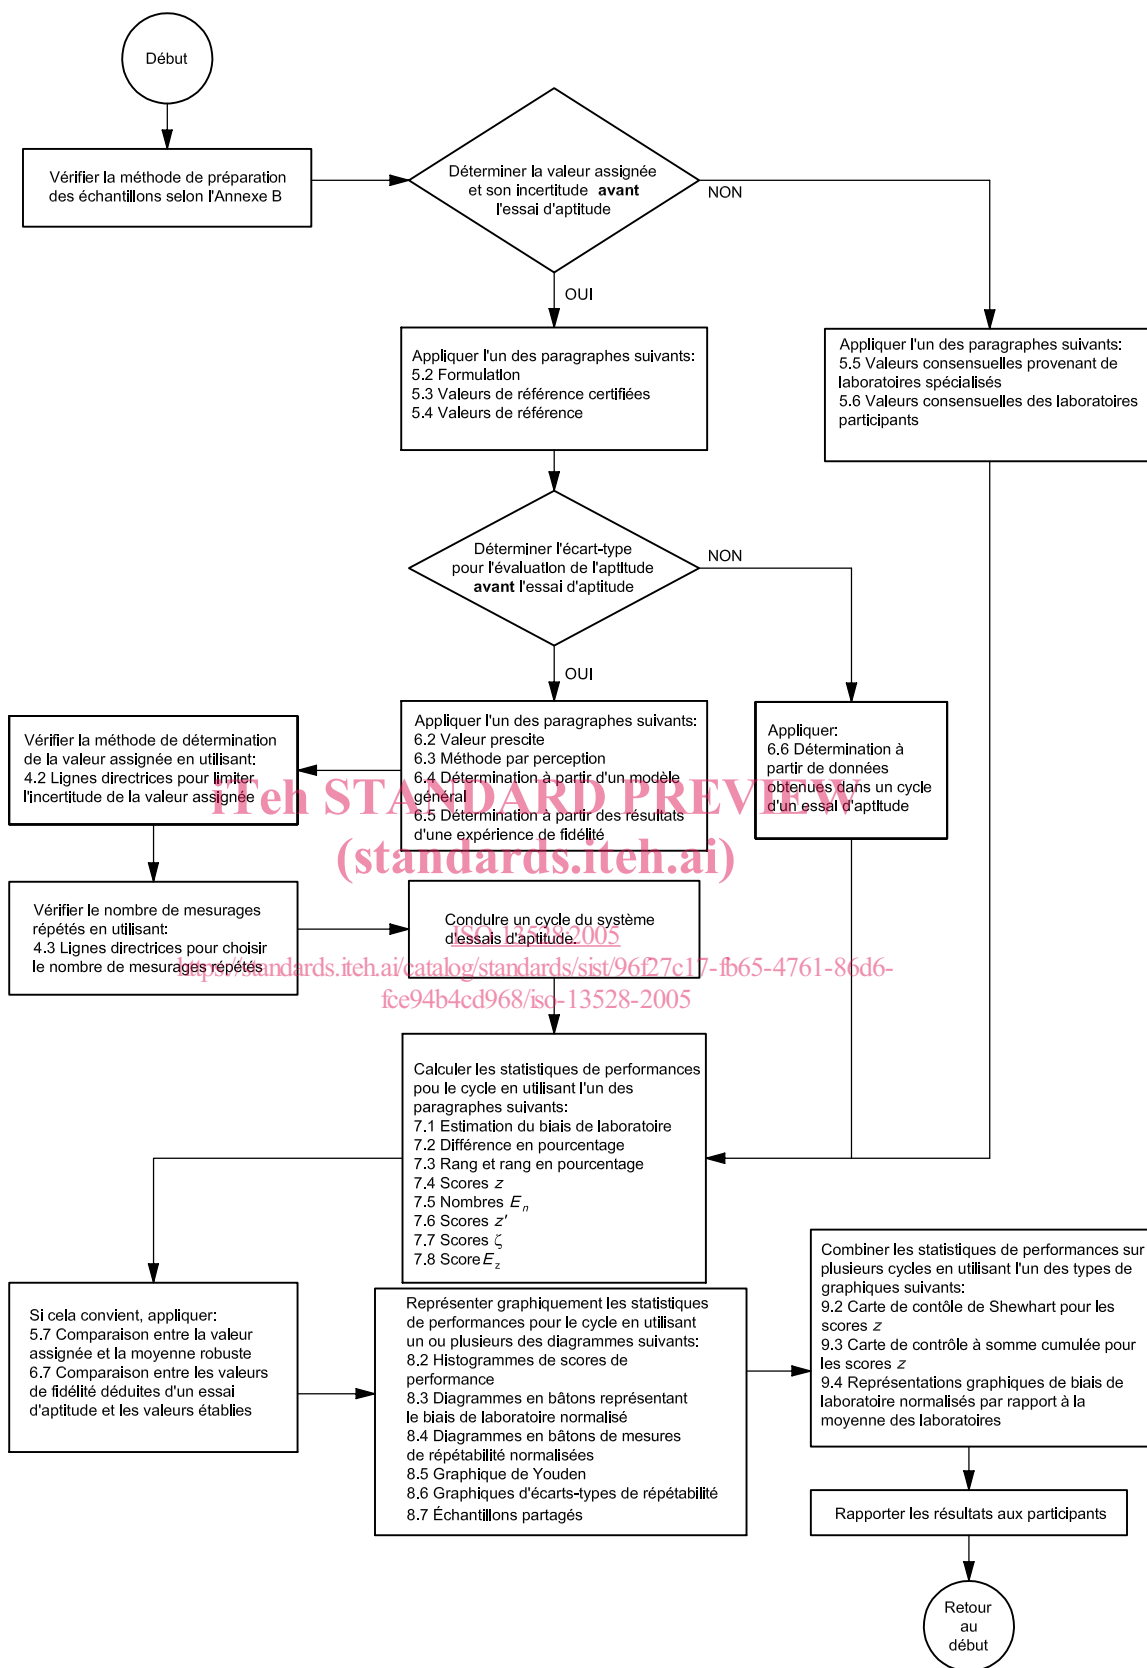 Début
Vérifier la méthode de préparation
des échantillons selon l'Annexe B
Déterminer la valeur assignée
et son incertitude avant
l'essai d'aptitude
NON
OUI
Appliquer l'un des paragraphes suivants:
5.2 Formulation
5.3 Valeurs de référence certifiées
5.4 Valeurs de référence
Appliquer l'un des paragraphes suivants:
5.5 Valeurs consensuelles provenant de
laboratoires spécialisés
5.6 Valeurs consensuelles des laboratoires
participants
Déterminer l'écart-type
pour l'évaluation de l'aptitude
avant l'essai d'aptitude
NON
OUI
Vérifier la méthode de détermination
de la valeur assignée en utilisant:
4.2 Lignes directrices pour limiter
l'incertitude de la valeur assignée
Appliquer l'un des paragraphes suivants:
6.2 Valeur prescite
6.3 Méthode par perception
6.4 Détermination à partir d'un modèle
général
6.5 Détermination à partir des résultats
d'une expérience de fidélité
Appliquer:
6.6 Détermination à
partir de données
obtenues dans un cycle
d'un essai d'aptitude
iTeh STANDARD PREVIEW
(standards.iteh.ai)
Vérifier le nombre de mesurages
répétés en utilisant:
4.3 Lignes directrices pour choisir
le nombre de mesurages répétés
Conduire un cycle du système
d'essais d'aptitude.
ISO 13528:2005
https://standards.iteh.ai/catalog/standards/sist/96f27c17-fb65-4761-86d6-
fce94b4cd968/iso-13528-2005
Calculer les statistiques de performances
pou le cycle en utilisant l'un des
paragraphes suivants:
7.1 Estimation du biais de laboratoire
7.2 Différence en pourcentage
7.3 Rang et rang en pourcentage
7.4 Scores z
7.5 Nombres En
7.6 Scores z'
7.7 Scores ζ
7.8 Score Ez
Si cela convient, appliquer:
5.7 Comparaison entre la valeur
assignée et la moyenne robuste
6.7 Comparaison entre les valeurs
de fidélité déduites d'un essai
d'aptitude et les valeurs établies
Représenter graphiquement les statistiques
de performances pour le cycle en utilisant
un ou plusieurs des diagrammes suivants:
8.2 Histogrammes de scores de
performance
8.3 Diagrammes en bâtons représentant
le biais de laboratoire normalisé
8.4 Diagrammes en bâtons de mesures
de répétabilité normalisées
8.5 Graphique de Youden
8.6 Graphiques d'écarts-types de répétabilité
8.7 Échantillons partagés
Combiner les statistiques de performances sur
plusieurs cycles en utilisant l'un des types de
graphiques suivants:
9.2 Carte de contôle de Shewhart pour les
scores z
9.3 Carte de contrôle à somme cumulée pour
les scores z
9.4 Représentations graphiques de biais de
laboratoire normalisés par rapport à la
moyenne des laboratoires
Rapporter les résultats aux participants
Retour
au
début